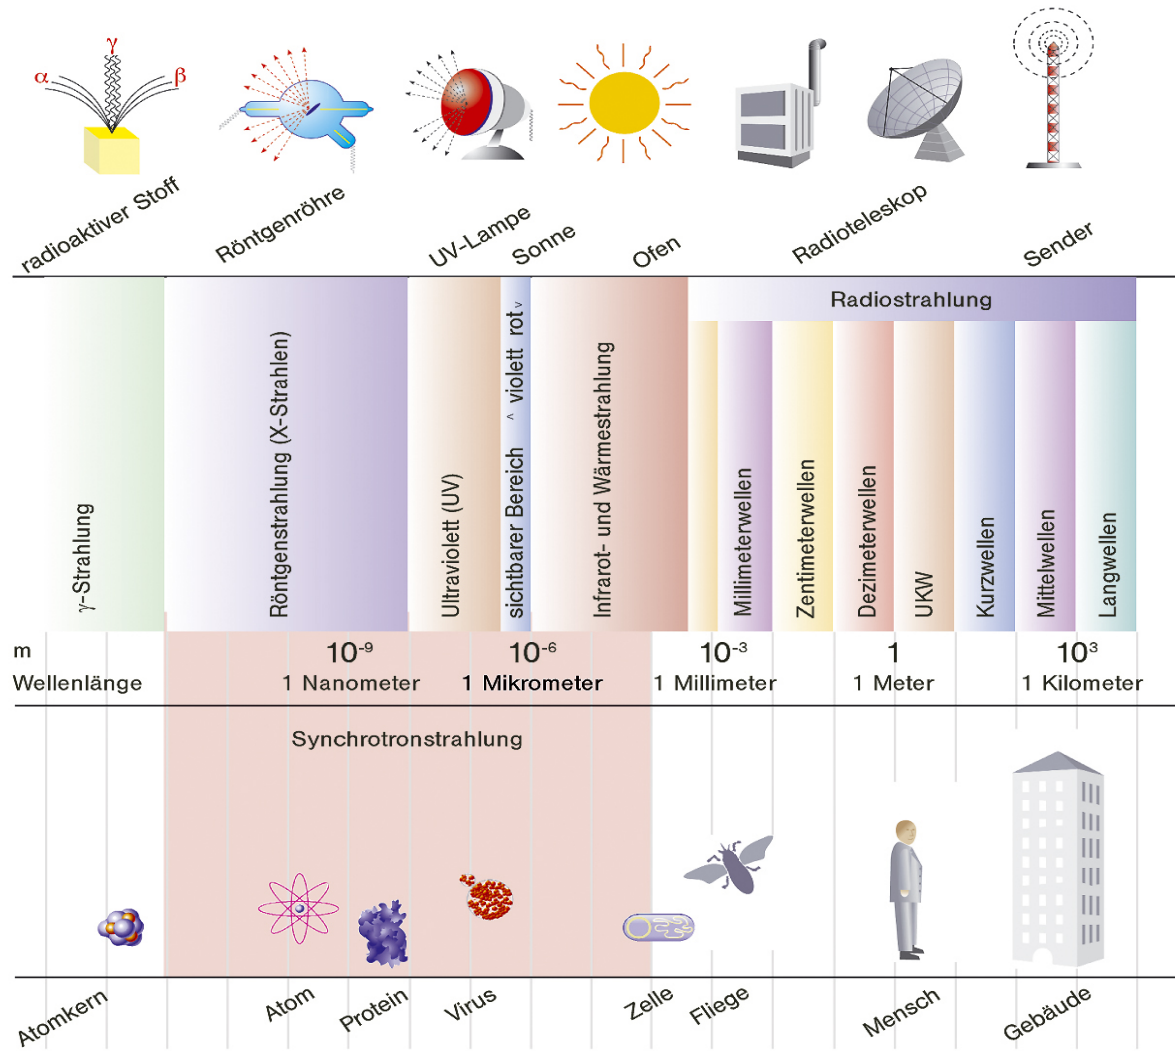 α
γ
β
radioaktiver Stoff
Röntgenröhre
UV-Lampe
Sonne
Ofen
Radioteleskop
Sender
Radiostrahlung
γ-Strahlung
Röntgenstrahlung (X-Strahlen)
Ultraviolett (UV)
sichtbarer Bereich ^ violett rot ^
Infrarot- und Wärmestrahlung
Millimeterwellen
Zentimeterwellen
Dezimeterwellen
UKW
Kurzwellen
Mittelwellen
Langwellen
m 10⁻⁹ 10⁻⁶ 10⁻³ 1 10³
Wellenlänge 1 Nanometer 1 Mikrometer 1 Millimeter 1 Meter 1 Kilometer
Synchrotronstrahlung
Atomkern
Atom
Protein
Virus
Zelle
Fliege
Mensch
Gebäude